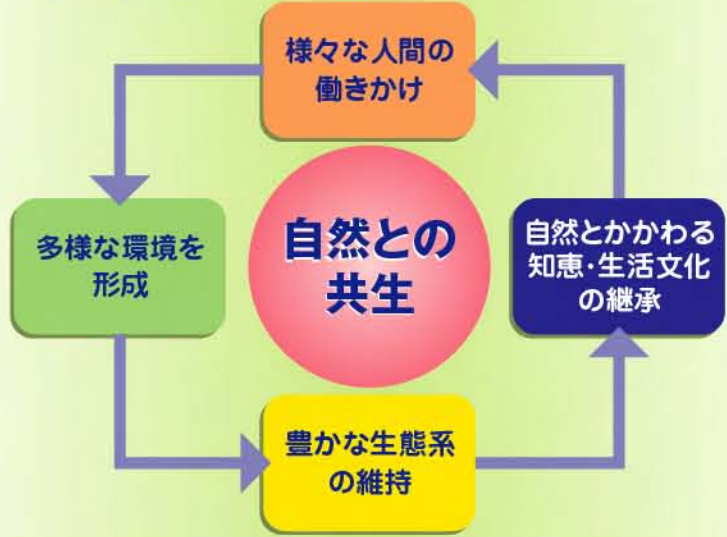 様々な人間の
働きかけ
自然との
共生
多様な環境を
形成
自然とかかわる
知恵・生活文化
の継承
豊かな生態系
の維持